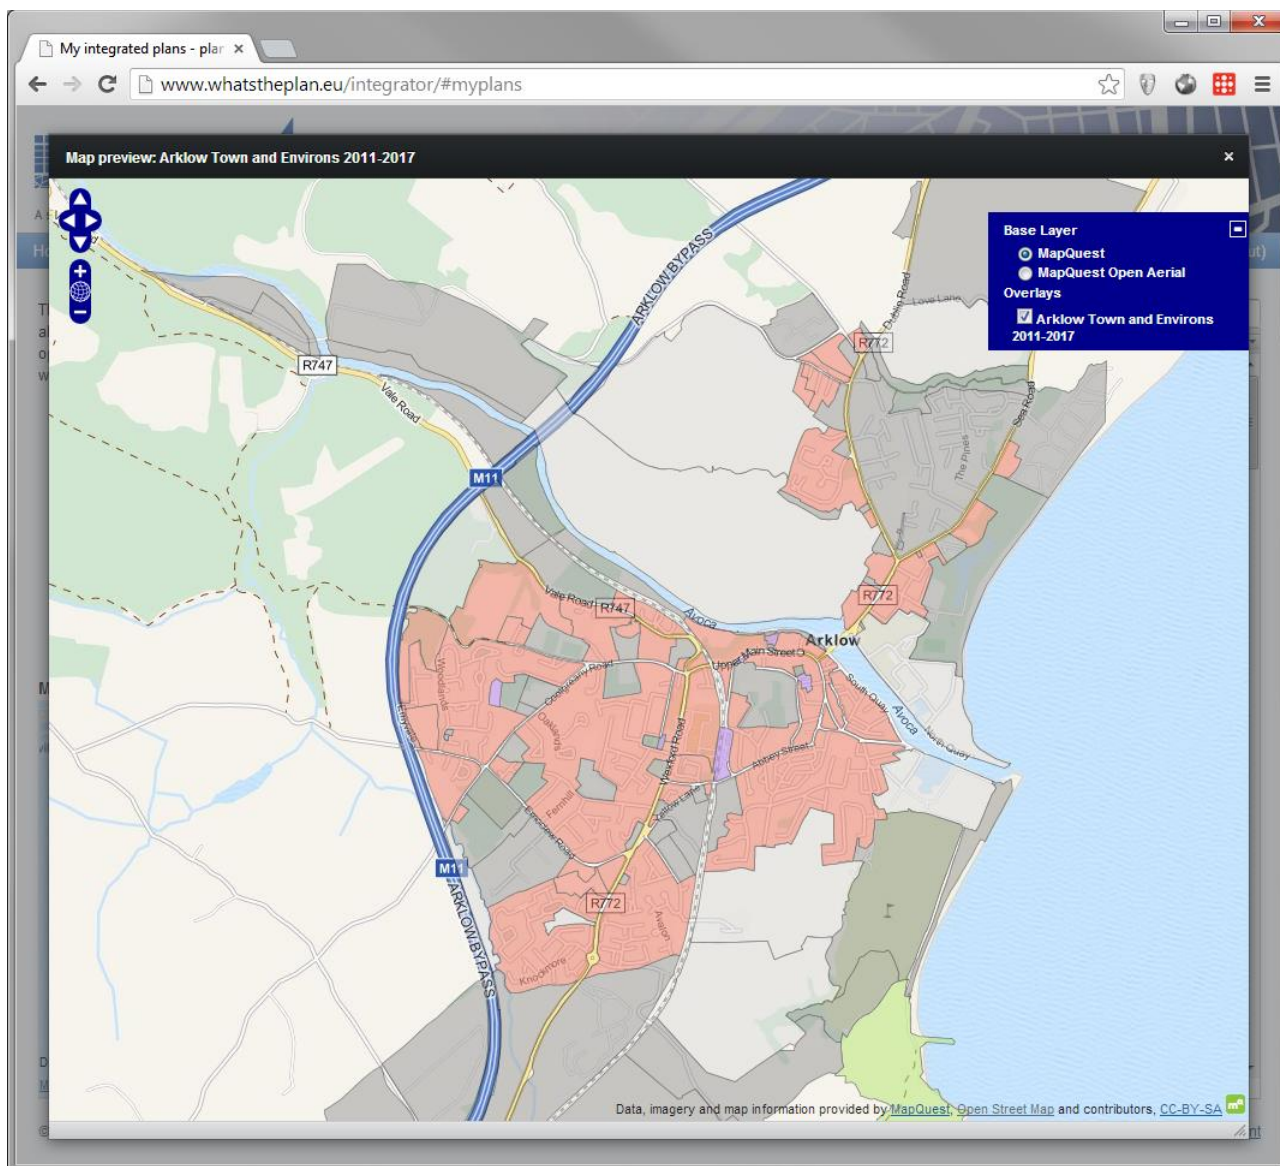 My integrated plans - plan
www.whatstheplan.eu/integrator/#myplans
Map preview: Arklow Town and Environs 2011-2017
Base Layer
MapQuest
MapQuest Open Aerial
Overlays
Arklow Town and Environs
2011-2017
ARKLOW BYPASS
Dublin Road
Love Lane
R772
R747
Vale Road
Sea Road
The Pines
M11
Vale Road
R747
Avoca
R772
Arklow
Upper Main Street
Woodlands
Coolgreany Road
South Quay
Avoca
North Quay
Oaklands
Wexford Road
Abbey Street
Fernhill
Yellow Lane
Emoclew Road
M11
ARKLOW BYPASS
R772
Avalon
Knockmore
Data, imagery and map information provided by MapQuest, Open Street Map and contributors, CC-BY-SA